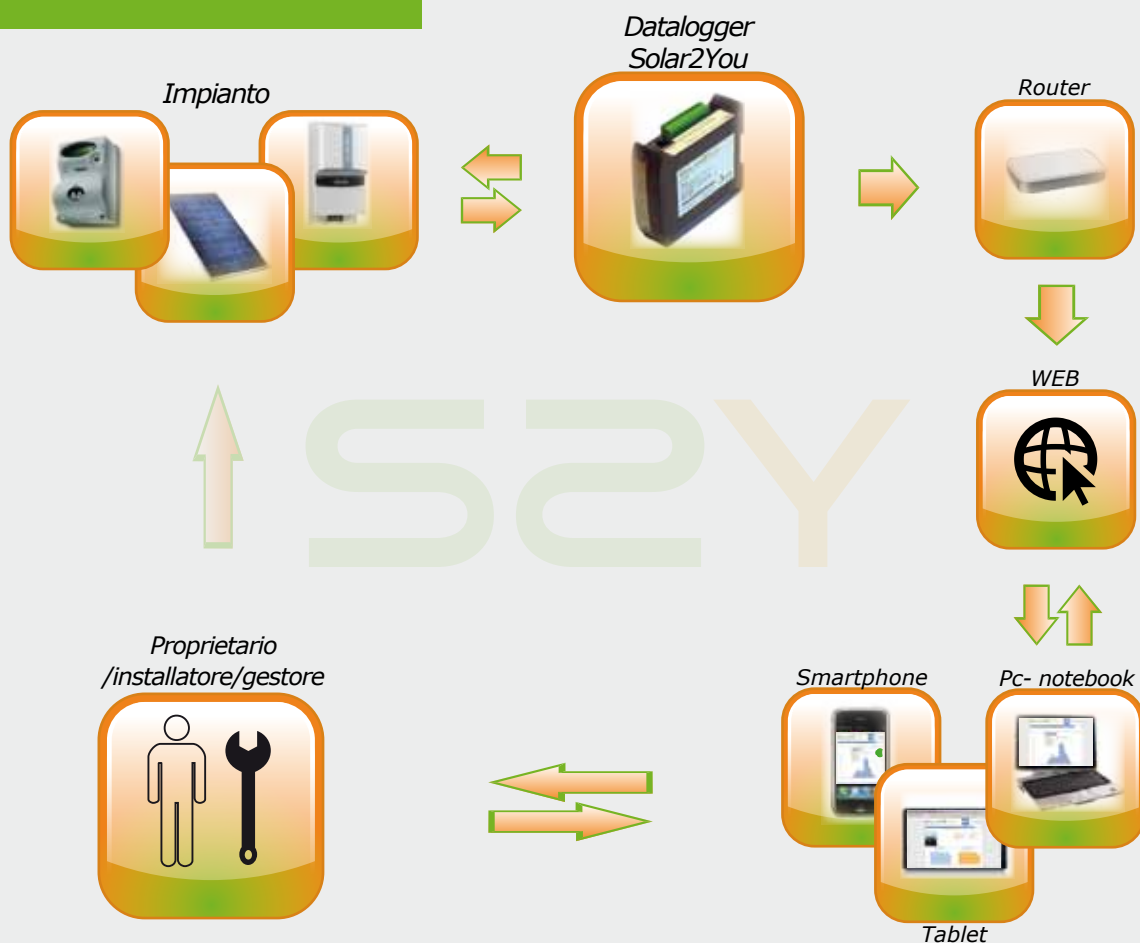 Datalogger
Solar2You
Impianto
Router
WEB
S2Y
Proprietario
/installatore/gestore
Smartphone
Pc- notebook
Tablet